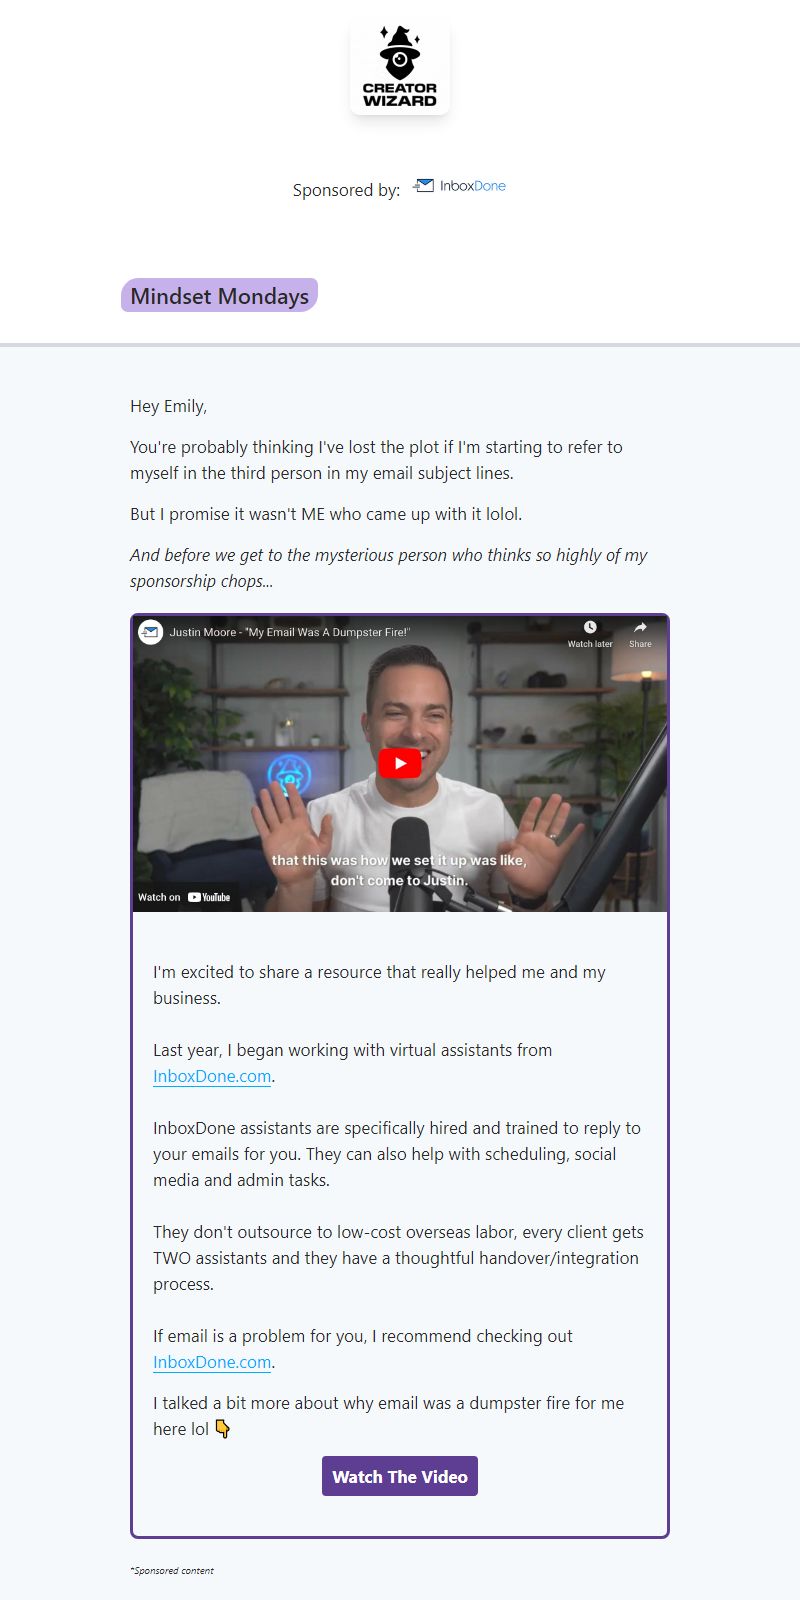 CREATOR
WIZARD
Sponsored by: InboxDone
Mindset Mondays
Hey Emily,
You're probably thinking I've lost the plot if I'm starting to refer to
myself in the third person in my email subject lines.
But I promise it wasn't ME who came up with it lolol.
And before we get to the mysterious person who thinks so highly of my
sponsorship chops...
Justin Moore - "My Email Was A Dumpster Fire!"
Watch later
Share
that this was how we set it up was like,
don't come to Justin.
Watch on YouTube
I'm excited to share a resource that really helped me and my
business.
Last year, I began working with virtual assistants from
InboxDone.com.
InboxDone assistants are specifically hired and trained to reply to
your emails for you. They can also help with scheduling, social
media and admin tasks.
They don't outsource to low-cost overseas labor, every client gets
TWO assistants and they have a thoughtful handover/integration
process.
If email is a problem for you, I recommend checking out
InboxDone.com.
I talked a bit more about why email was a dumpster fire for me
here lol 👇
Watch The Video
*Sponsored content